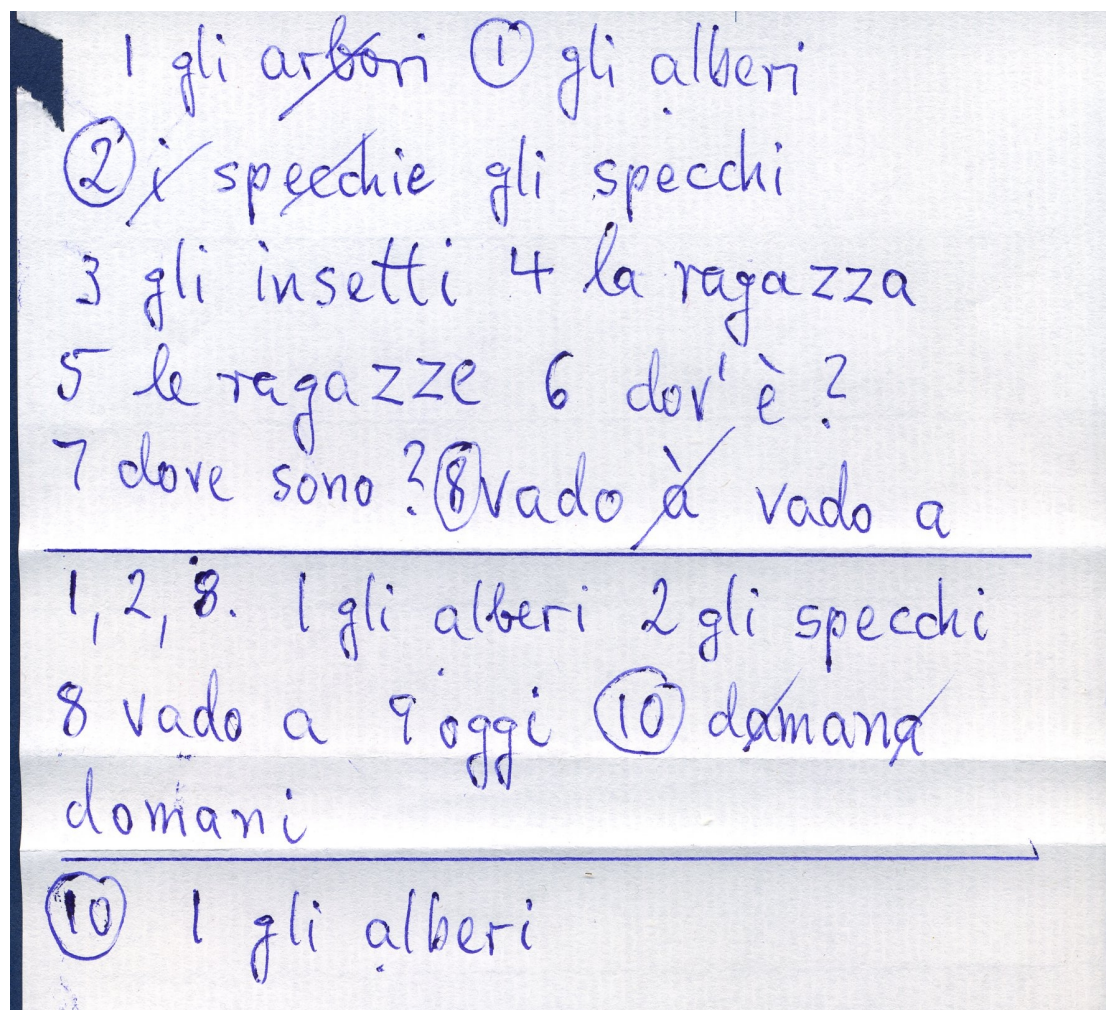 1 gli arbori ① gli alberi
② i specchie gli specchi
3 gli insetti 4 la ragazza
5 le ragazze 6 dov'è?
7 dove sono? ⑧ vado à vado a
1, 2, 8. 1 gli alberi 2 gli specchi
8 vado a 9 oggi ⑩ damana
domani
⑩ 1 gli alberi